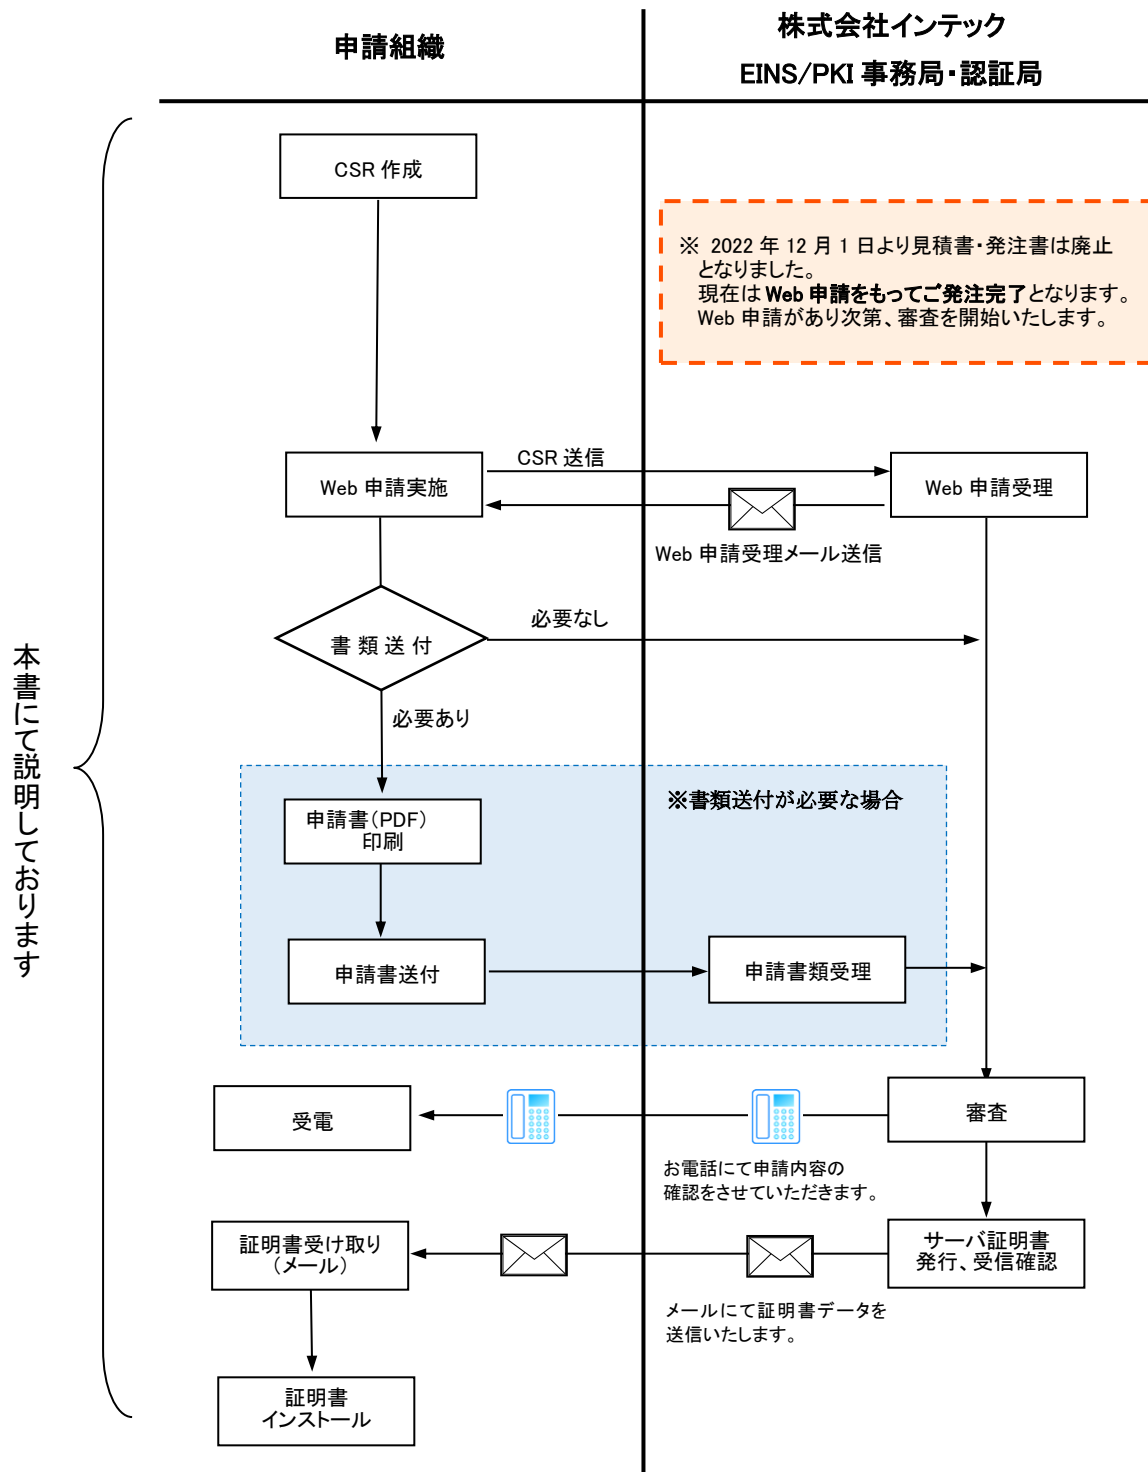 申請組織
株式会社インテック
EINS/PKI 事務局・認証局
CSR 作成
※ 2022 年 12 月 1 日より見積書・発注書は廃止
となりました。
現在は Web 申請をもってご発注完了となります。
Web 申請があり次第、審査を開始いたします。
CSR 送信
Web 申請実施
Web 申請受理
Web 申請受理メール送信
書 類 送 付
必要なし
必要あり
本書にて説明しております
※書類送付が必要な場合
申請書(PDF)
印刷
申請書送付
申請書類受理
受電
審査
お電話にて申請内容の
確認をさせていただきます。
証明書受け取り
(メール)
サーバ証明書
発行、受信確認
メールにて証明書データを
送信いたします。
証明書
インストール